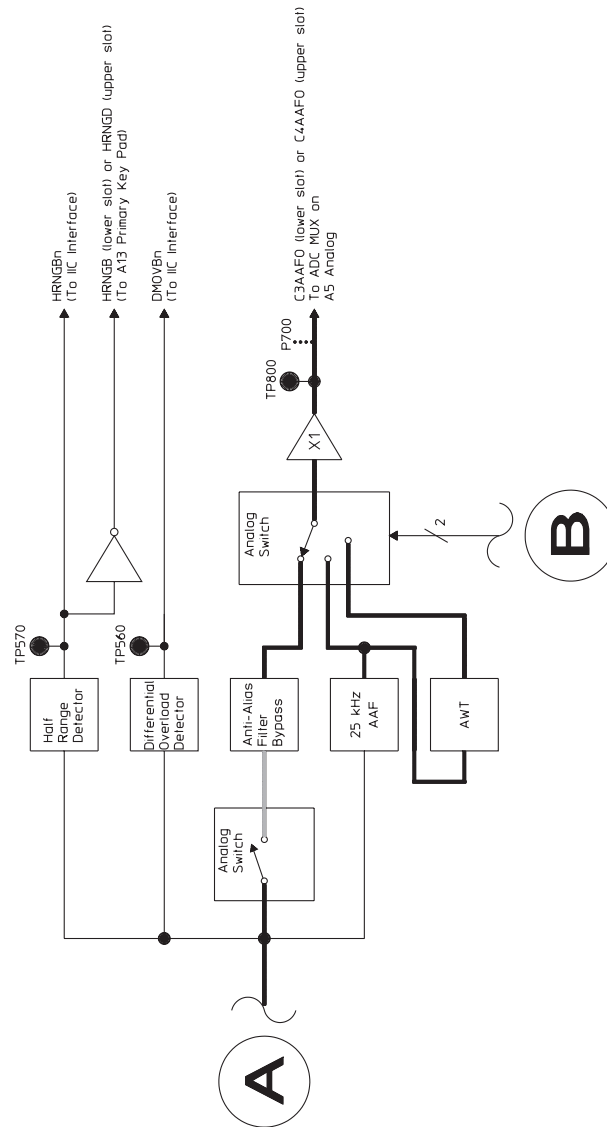 HRNGBn
(To IIC Interface)
HRNGB (lower slot) or HRNGD (upper slot)
(To A13 Primary Key Pad)
DMOVBn
(To IIC Interface)
C3AAFO (lower slot) or C4AAFO (upper slot)
To ADC MUX on
A5 Analog
TP570
TP560
TP800
P700
X1
Half
Range
Detector
Differential
Overload
Detector
Analog
Switch
Anti-Alias
Filter
Bypass
Analog
Switch
25 kHz
AAF
AWT
2
A
B